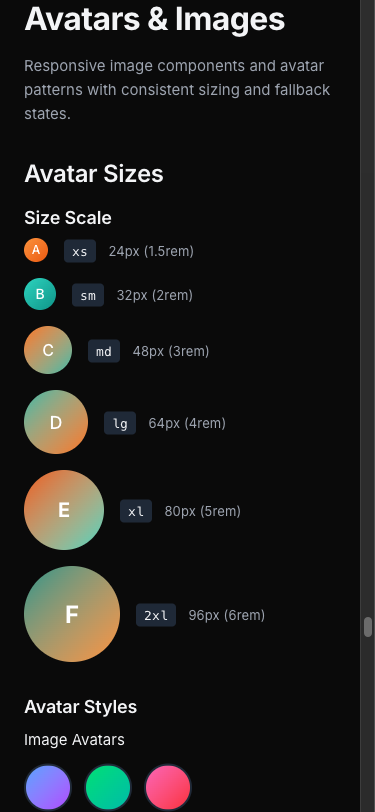 Avatars & Images
Responsive image components and avatar
patterns with consistent sizing and fallback
states.
Avatar Sizes
Size Scale
A xs 24px (1.5rem)
B sm 32px (2rem)
C md 48px (3rem)
D lg 64px (4rem)
E xl 80px (5rem)
F 2xl 96px (6rem)
Avatar Styles
Image Avatars